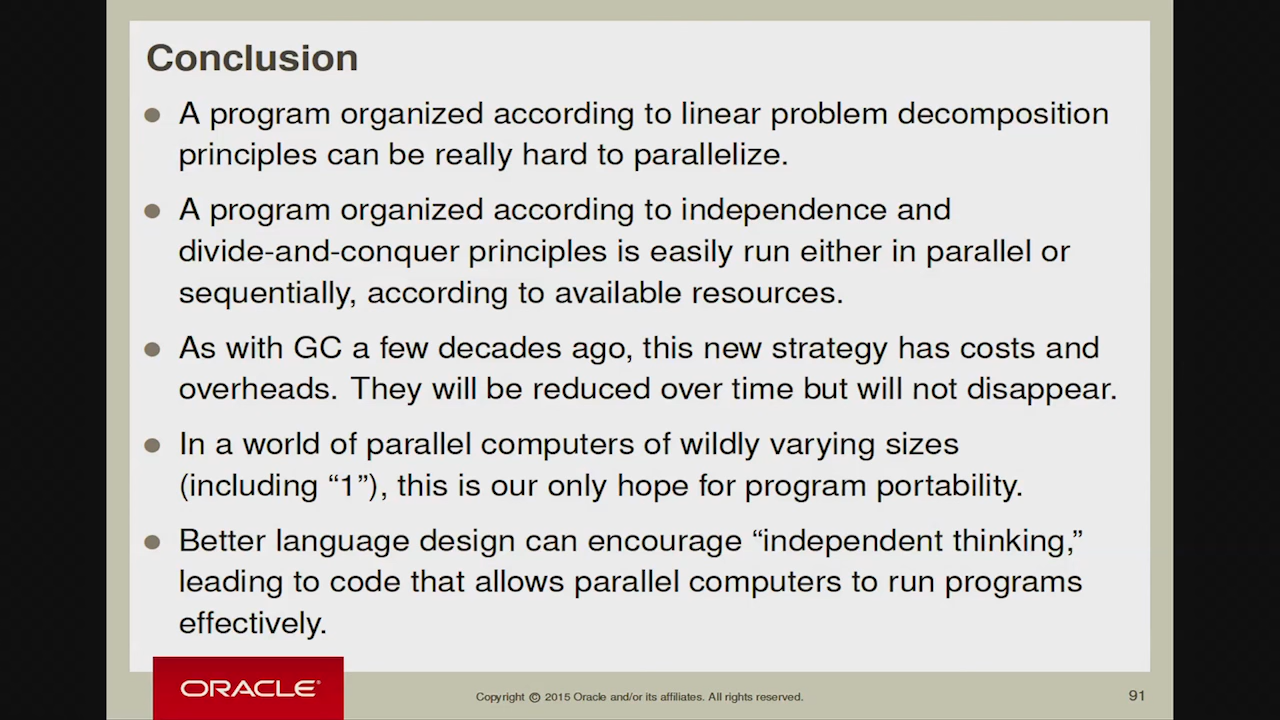 Conclusion
A program organized according to linear problem decomposition
principles can be really hard to parallelize.
A program organized according to independence and
divide-and-conquer principles is easily run either in parallel or
sequentially, according to available resources.
As with GC a few decades ago, this new strategy has costs and
overheads. They will be reduced over time but will not disappear.
In a world of parallel computers of wildly varying sizes
(including “1”), this is our only hope for program portability.
Better language design can encourage “independent thinking,”
leading to code that allows parallel computers to run programs
effectively.
ORACLE®
Copyright © 2015 Oracle and/or its affiliates. All rights reserved.
91